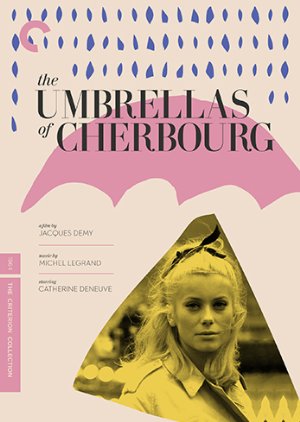 the
UMBRELLAS
of CHERBOURG
a film by
JACQUES DEMY
music by
MICHEL LEGRAND
starring
CATHERINE DENEUVE
1964
THE CRITERION COLLECTION